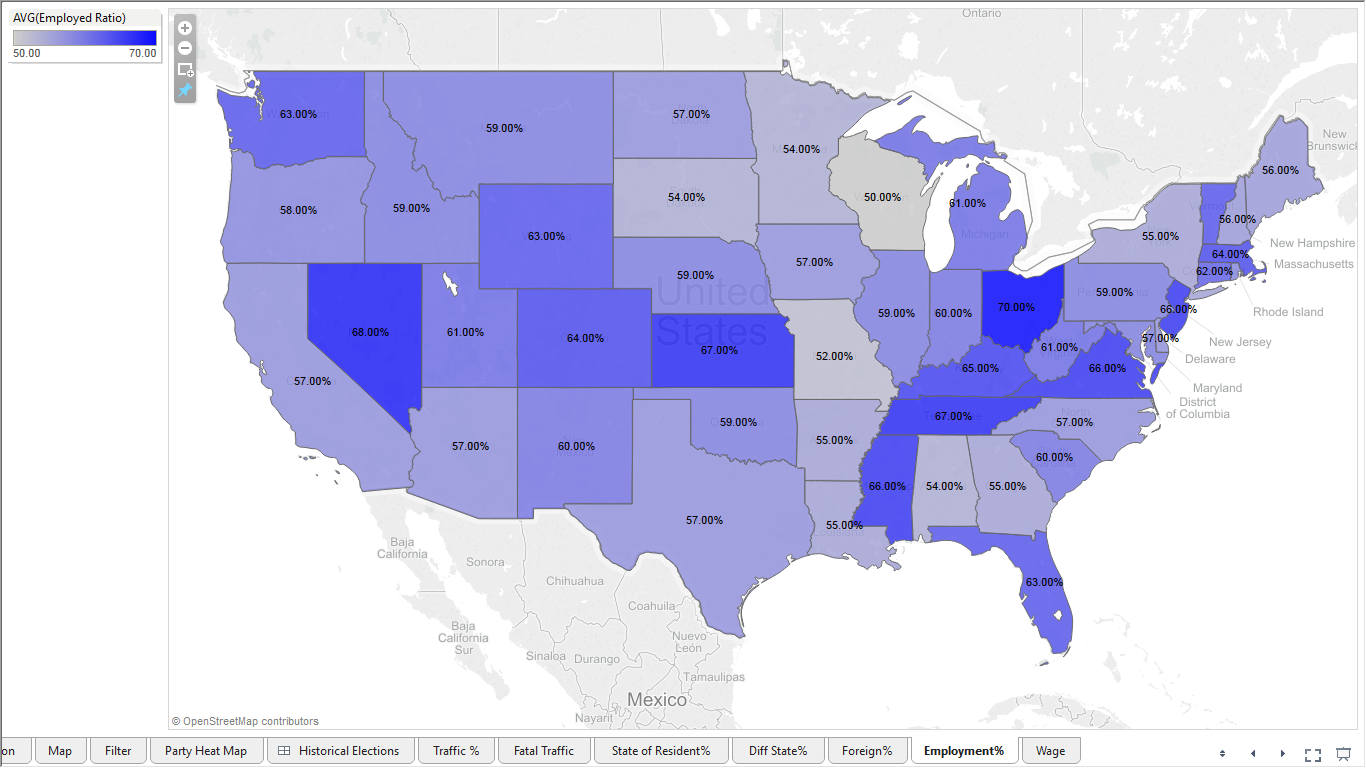 AVG(Employed Ratio)
50.00 70.00
Ontario
New
Brunswick
63.00%
59.00%
57.00%
54.00%
56.00%
58.00%
59.00%
63.00%
54.00%
50.00%
61.00%
Michigan
55.00%
56.00%
New Hampshire
64.00%
Massachusetts
62.00%
59.00%
57.00%
59.00%
66.00%
Rhode Island
68.00%
61.00%
64.00%
United
States
67.00%
52.00%
59.00%
60.00%
70.00%
61.00%
57.00%
New Jersey
Delaware
57.00%
65.00%
66.00%
Maryland
District
of Columbia
57.00%
60.00%
59.00%
55.00%
67.00%
57.00%
60.00%
66.00%
54.00%
55.00%
57.00%
55.00%
63.00%
Baja
California
Sonora
Chihuahua
Coahuila
Baja
California
Sur
Nuevo
León
Sinaloa
Durango
Tamaulipas
Mexico
Nayarit
© OpenStreetMap contributors
on Map Filter Party Heat Map Historical Elections Traffic % Fatal Traffic State of Resident% Diff State% Foreign% Employment% Wage